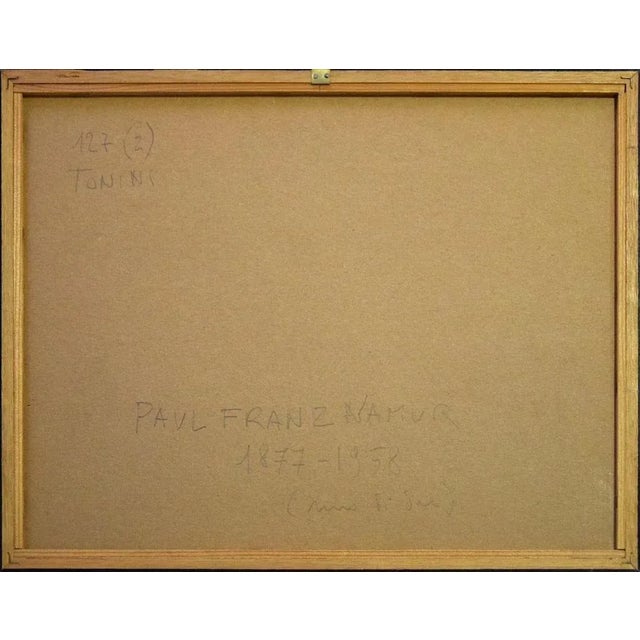 127 (2)
TONINI
PAUL FRANZ NAMUR
1877-1958